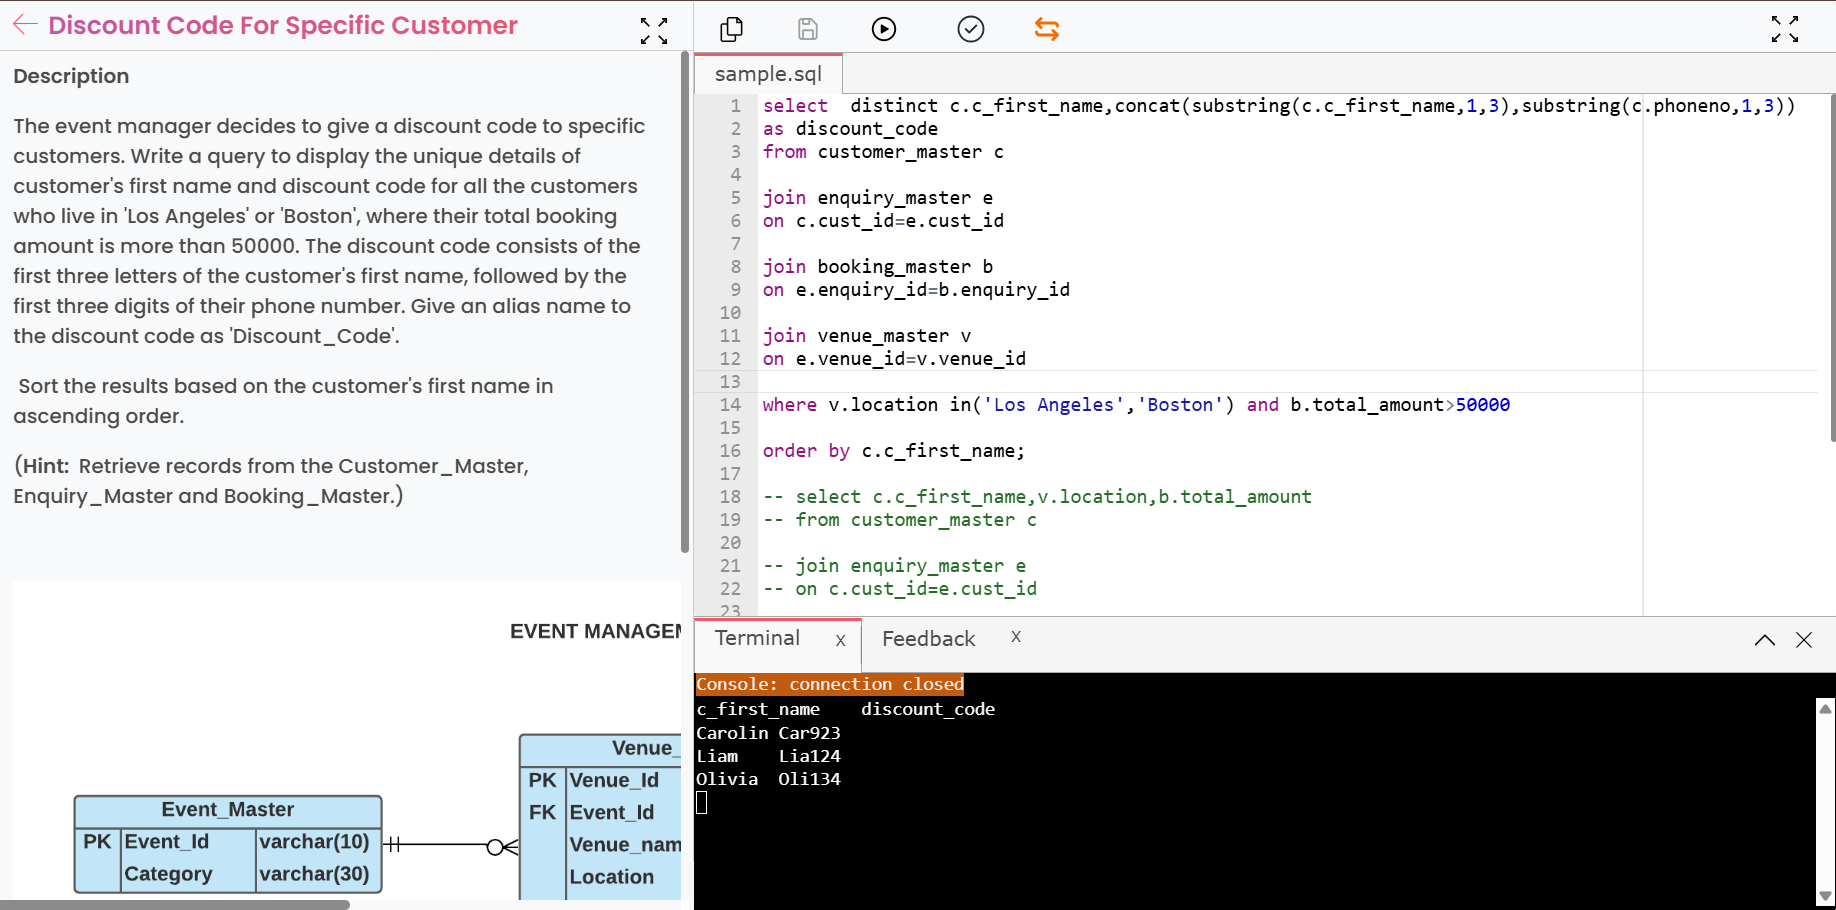 Discount Code For Specific Customer
Description
The event manager decides to give a discount code to specific
customers. Write a query to display the unique details of
customer's first name and discount code for all the customers
who live in 'Los Angeles' or 'Boston', where their total booking
amount is more than 50000. The discount code consists of the
first three letters of the customer's first name, followed by the
first three digits of their phone number. Give an alias name to
the discount code as 'Discount_Code'.
Sort the results based on the customer's first name in
ascending order.
(Hint: Retrieve records from the Customer_Master,
Enquiry_Master and Booking_Master.)
EVENT MANAGEM
Venue_
PK Venue_Id
FK Event_Id
Venue_nam
Location
Event_Master
PK Event_Id varchar(10)
Category varchar(30)
sample.sql
1 select  distinct c.c_first_name,concat(substring(c.c_first_name,1,3),substring(c.phoneno,1,3))
2 as discount_code
3 from customer_master c
4
5 join enquiry_master e
6 on c.cust_id=e.cust_id
7
8 join booking_master b
9 on e.enquiry_id=b.enquiry_id
10
11 join venue_master v
12 on e.venue_id=v.venue_id
13
14 where v.location in('Los Angeles','Boston') and b.total_amount>50000
15
16 order by c.c_first_name;
17
18 -- select c.c_first_name,v.location,b.total_amount
19 -- from customer_master c
20
21 -- join enquiry_master e
22 -- on c.cust_id=e.cust_id
23
Terminal x Feedback x
Console: connection closed
c_first_name discount_code
Carolin Car923
Liam Lia124
Olivia Oli134